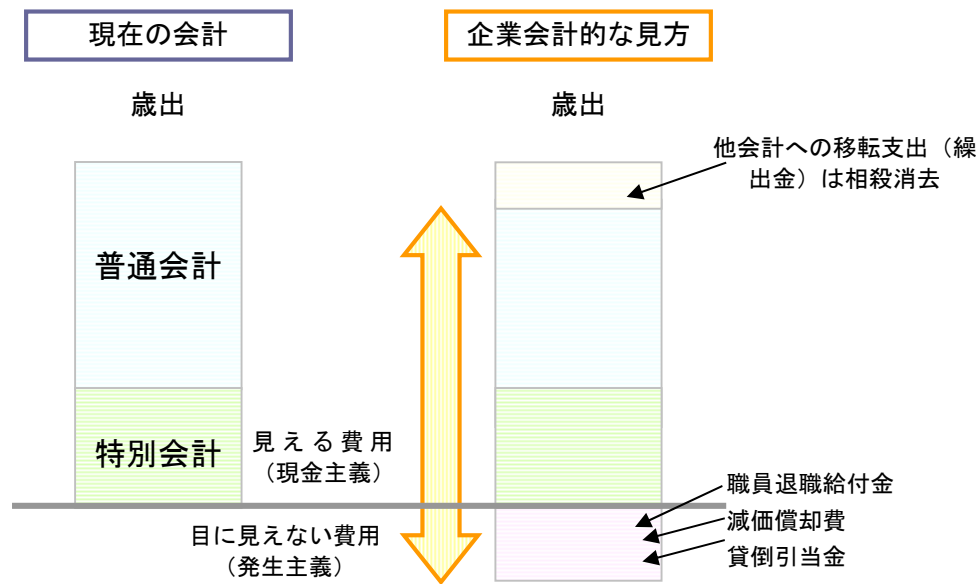 現在の会計
企業会計的な見方
歳出
歳出
他会計への移転支出（繰
出金）は相殺消去
普通会計
特別会計
見える費用
（現金主義）
目に見えない費用
（発生主義）
職員退職給付金
減価償却費
貸倒引当金